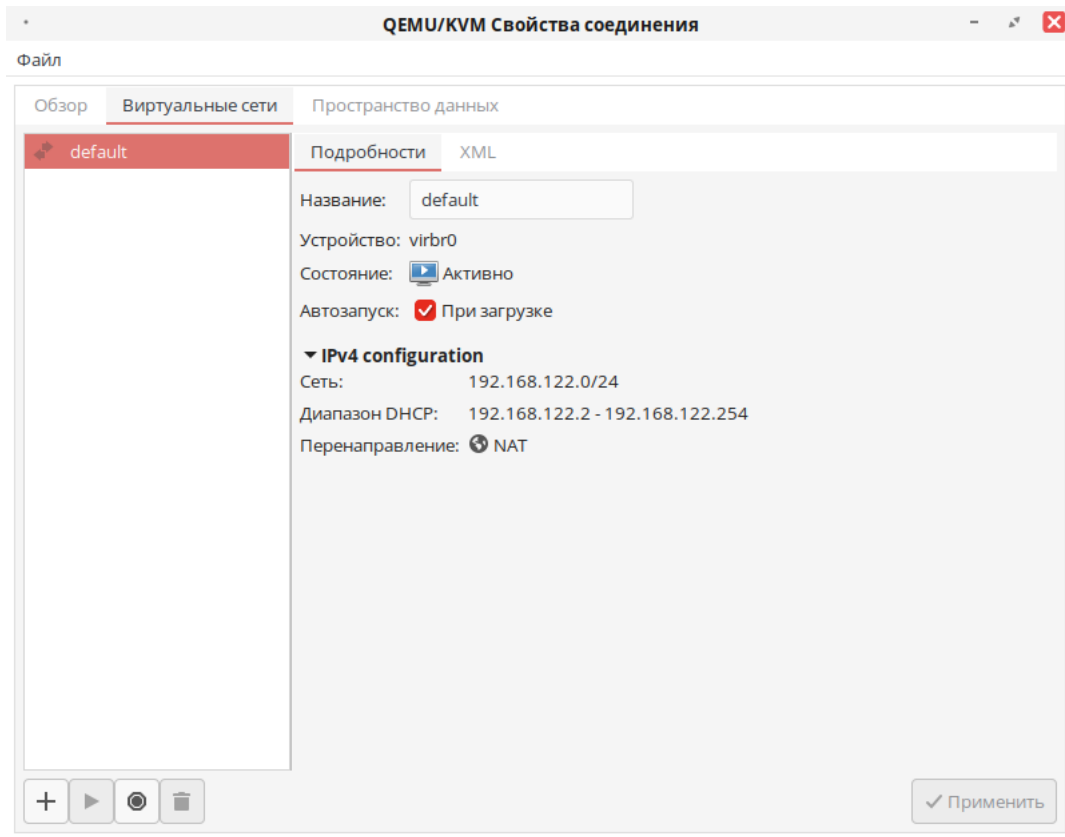 QEMU/KVM Свойства соединения
Файл
Обзор Виртуальные сети Пространство данных
default
Подробности XML
Название: default
Устройство: virbr0
Состояние: Активно
Автозапуск: При загрузке
IPv4 configuration
Сеть: 192.168.122.0/24
Диапазон DHCP: 192.168.122.2 - 192.168.122.254
Перенаправление: NAT
Применить